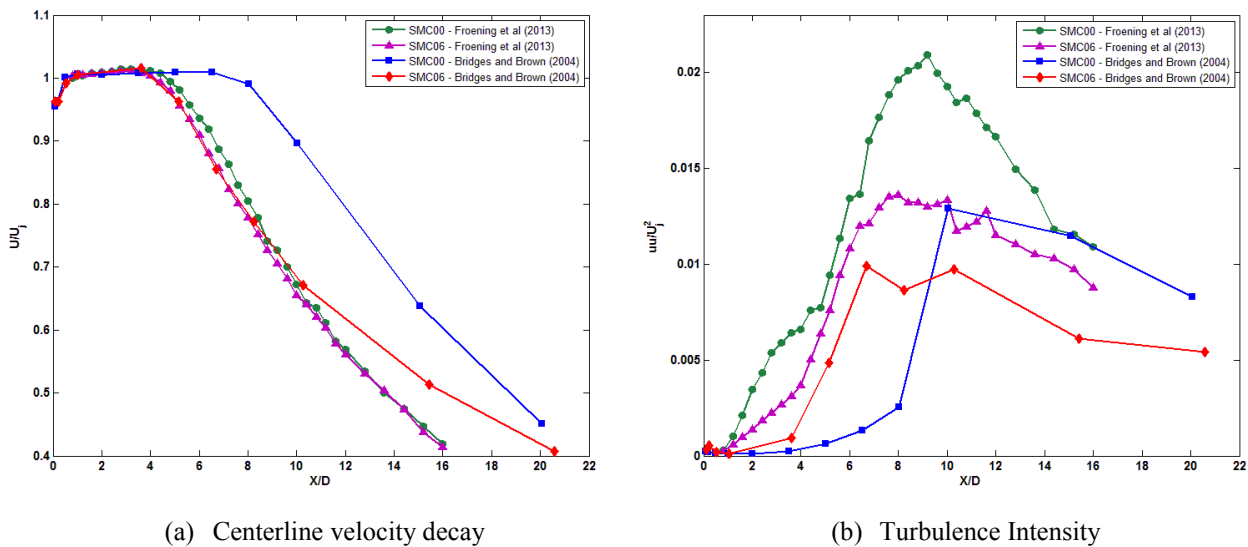 SMC00 - Froening et al (2013)
SMC06 - Froening et al (2013)
SMC00 - Bridges and Brown (2004)
SMC06 - Bridges and Brown (2004)
1.1
1
0.9
0.8
0.7
0.6
0.5
0.4
U/Uj
0 2 4 6 8 10 12 14 16 18 20 22
X/D
(a) Centerline velocity decay
SMC00 - Froening et al (2013)
SMC06 - Froening et al (2013)
SMC00 - Bridges and Brown (2004)
SMC06 - Bridges and Brown (2004)
0.02
0.015
0.01
0.005
0
uu/Uj²
0 2 4 6 8 10 12 14 16 18 20 22
X/D
(b) Turbulence Intensity